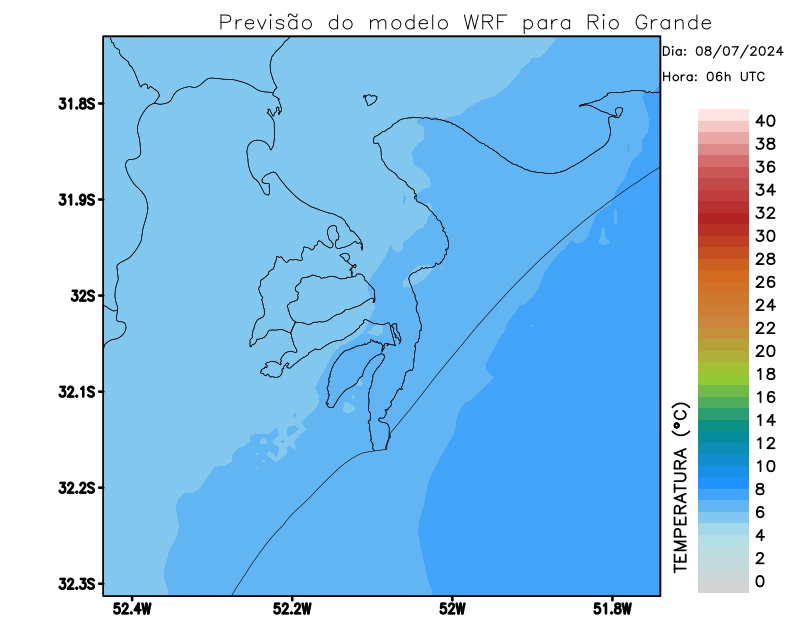 Previsão do modelo WRF para Rio Grande
Dia: 08/07/2024
Hora: 06h UTC
31.8S
31.9S
32S
32.1S
32.2S
32.3S
52.4W
52.2W
52W
51.8W
TEMPERATURA (°C)
40
38
36
34
32
30
28
26
24
22
20
18
16
14
12
10
8
6
4
2
0